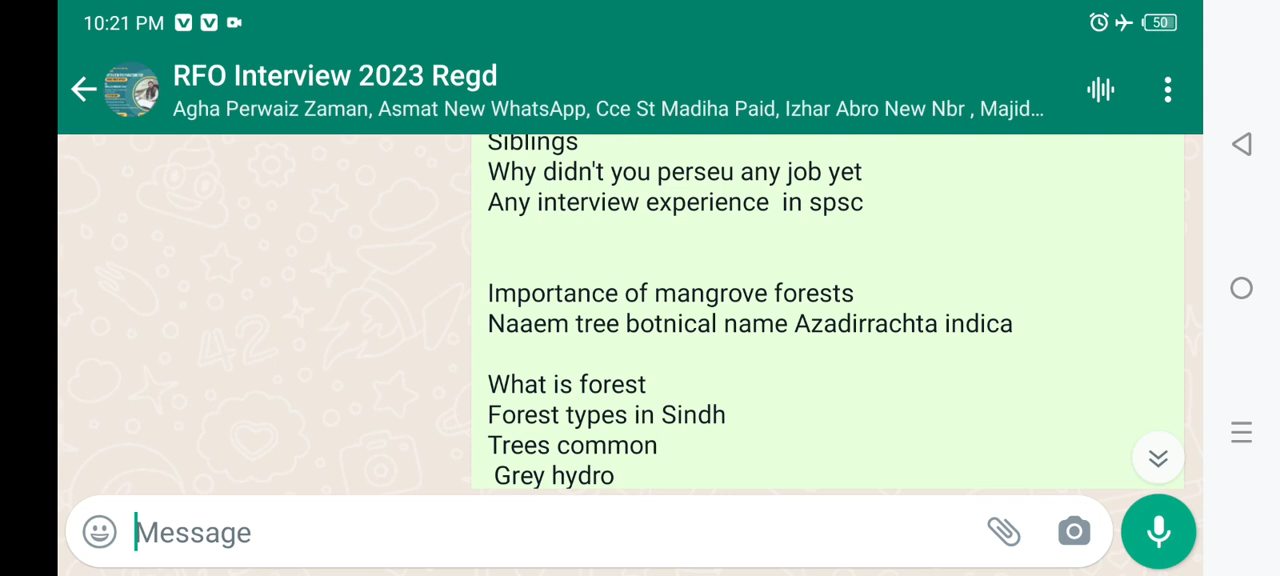 10:21 PM
50
RFO Interview 2023 Regd
Agha Perwaiz Zaman, Asmat New WhatsApp, Cce St Madiha Paid, Izhar Abro New Nbr , Majid...
Siblings
Why didn't you perseu any job yet
Any interview experience  in spsc
Importance of mangrove forests
Naaem tree botnical name Azadirrachta indica
What is forest
Forest types in Sindh
Trees common
Grey hydro
Message